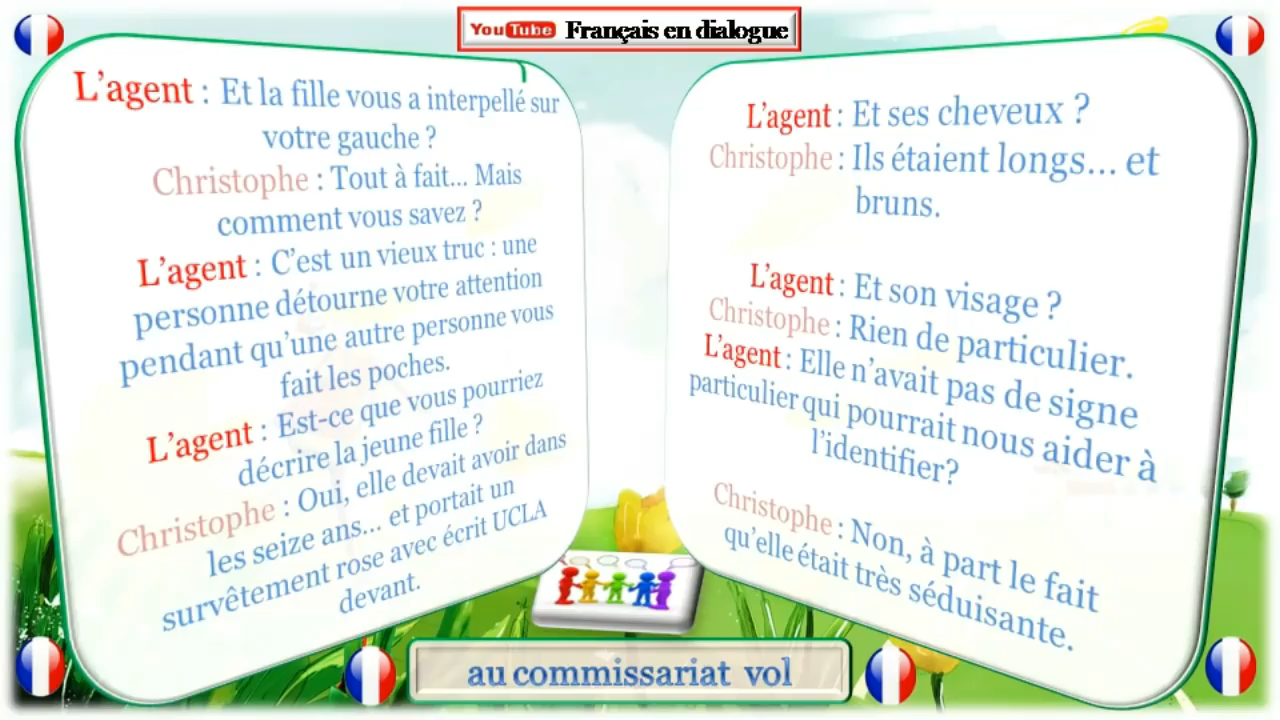 YouTube Français en dialogue
L’agent : Et la fille vous a interpellé sur
votre gauche ?
Christophe : Tout à fait... Mais
comment vous savez ?
L’agent : C’est un vieux truc : une
personne détourne votre attention
pendant qu’une autre personne vous
fait les poches.
L’agent : Est-ce que vous pourriez
décrire la jeune fille ?
Christophe : Oui, elle devait avoir dans
les seize ans... et portait un
survêtement rose avec écrit UCLA
devant.
L’agent : Et ses cheveux ?
Christophe : Ils étaient longs... et
bruns.
L’agent : Et son visage ?
Christophe : Rien de particulier.
L’agent : Elle n’avait pas de signe
particulier qui pourrait nous aider à
l’identifier?
Christophe : Non, à part le fait
qu’elle était très séduisante.
au commissariat vol